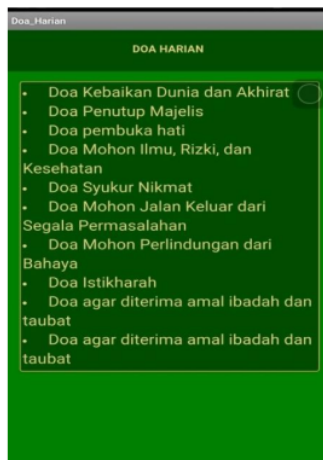 Doa_Harian
DOA HARIAN
• Doa Kebaikan Dunia dan Akhirat
• Doa Penutup Majelis
• Doa pembuka hati
• Doa Mohon Ilmu, Rizki, dan
Kesehatan
• Doa Syukur Nikmat
• Doa Mohon Jalan Keluar dari
Segala Permasalahan
• Doa Mohon Perlindungan dari
Bahaya
• Doa Istikharah
• Doa agar diterima amal ibadah dan
taubat
• Doa agar diterima amal ibadah dan
taubat